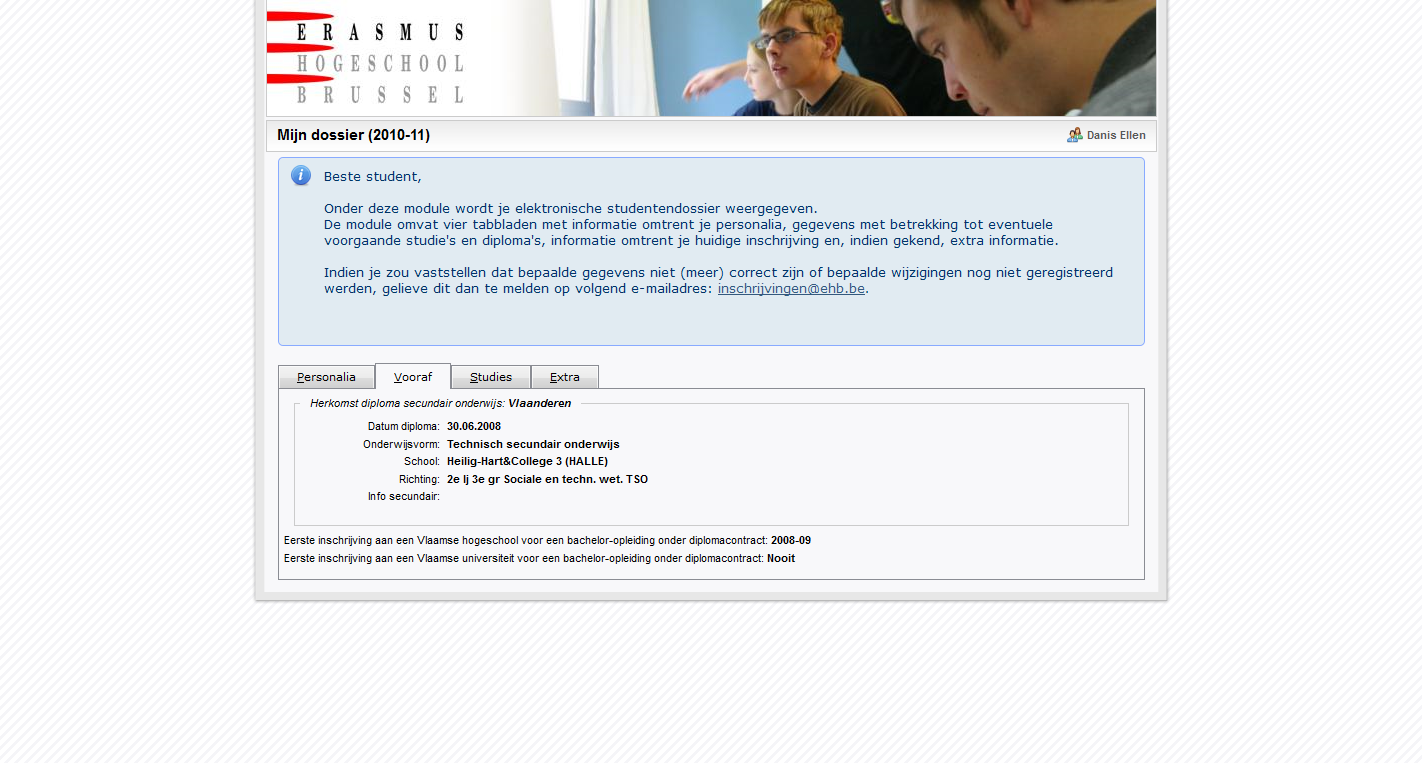 ERASMUS
HOGESCHOOL
BRUSSEL
Mijn dossier (2010-11)
Danis Ellen
Beste student,
Onder deze module wordt je elektronische studentendossier weergegeven.
De module omvat vier tabbladen met informatie omtrent je personalia, gegevens met betrekking tot eventuele
voorgaande studie's en diploma's, informatie omtrent je huidige inschrijving en, indien gekend, extra informatie.
Indien je zou vaststellen dat bepaalde gegevens niet (meer) correct zijn of bepaalde wijzigingen nog niet geregistreerd
werden, gelieve dit dan te melden op volgend e-mailadres: inschrijvingen@ehb.be.
Personalia Vooraf Studies Extra
Herkomst diploma secundair onderwijs: Vlaanderen
Datum diploma: 30.06.2008
Onderwijsvorm: Technisch secundair onderwijs
School: Heilig-Hart&College 3 (HALLE)
Richting: 2e lj 3e gr Sociale en techn. wet. TSO
Info secundair:
Eerste inschrijving aan een Vlaamse hogeschool voor een bachelor-opleiding onder diplomacontract: 2008-09
Eerste inschrijving aan een Vlaamse universiteit voor een bachelor-opleiding onder diplomacontract: Nooit